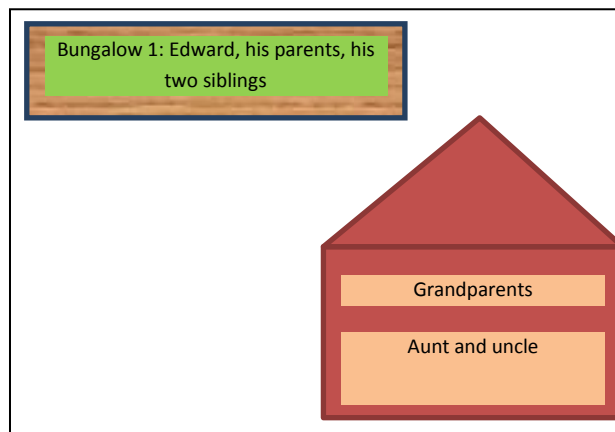 Bungalow 1: Edward, his parents, his
two siblings
Grandparents
Aunt and uncle